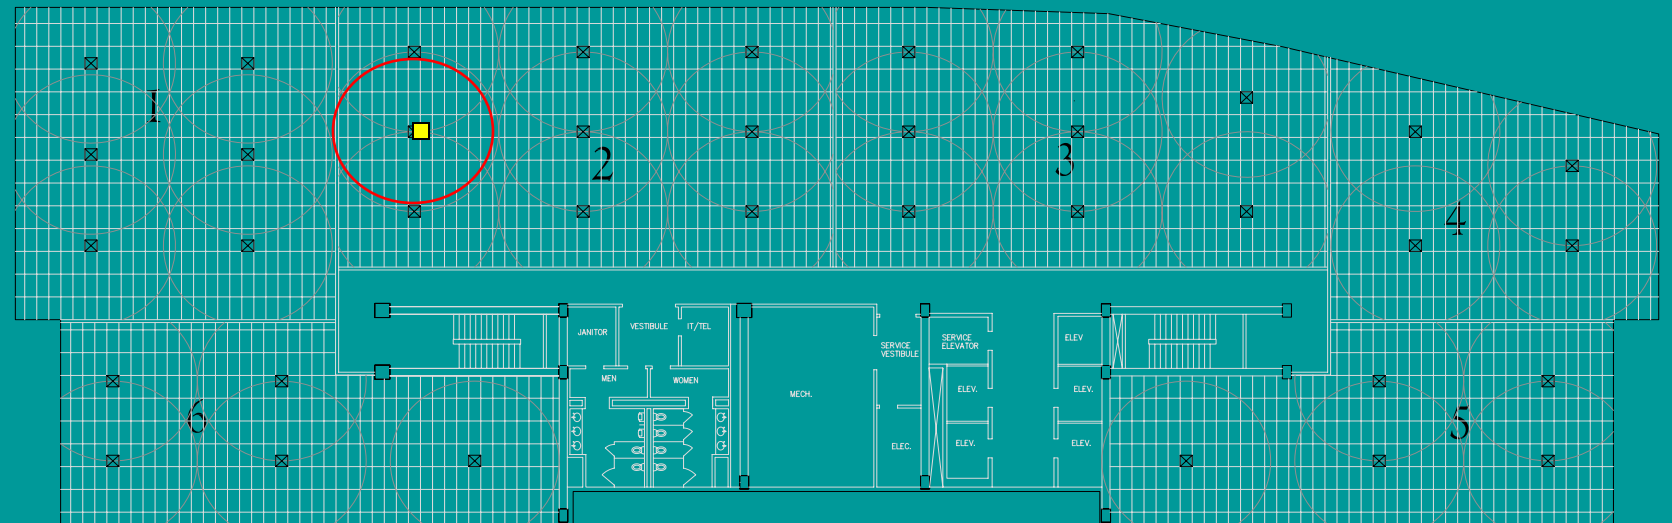 1
2
3
4
JANITOR
VESTIBULE
IT/TEL
SERVICE
VESTIBULE
SERVICE
ELEVATOR
ELEV
MEN
WOMEN
MECH.
ELEV.
ELEV.
6
5
ELEC.
ELEV.
ELEV.